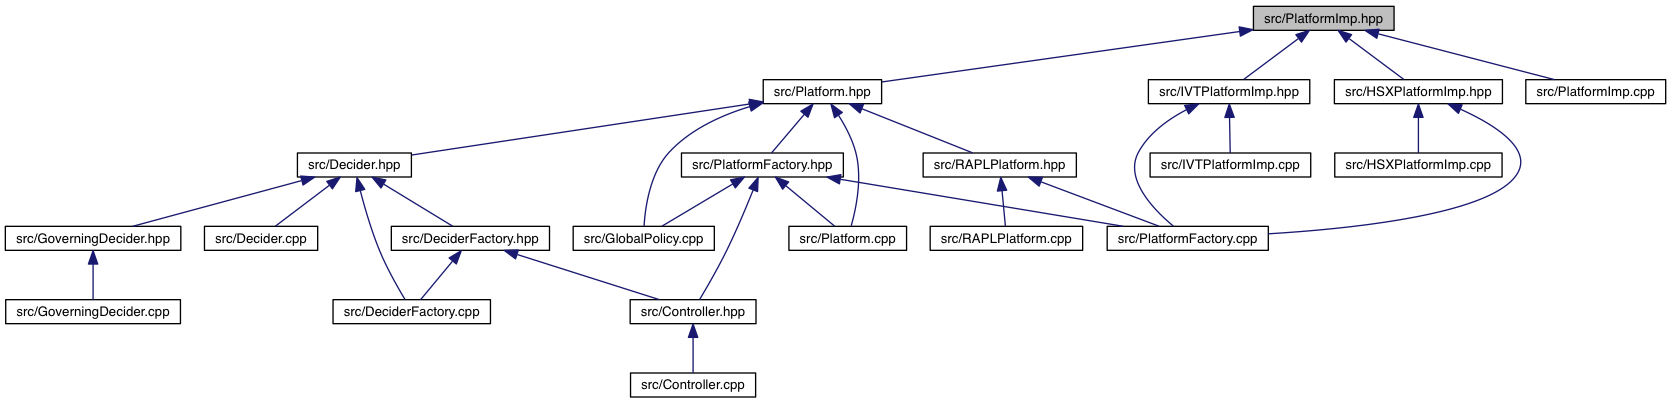 src/PlatformImp.hpp
src/Platform.hpp
src/IVTPlatformImp.hpp
src/HSXPlatformImp.hpp
src/PlatformImp.cpp
src/Decider.hpp
src/PlatformFactory.hpp
src/RAPLPlatform.hpp
src/IVTPlatformImp.cpp
src/HSXPlatformImp.cpp
src/GoverningDecider.hpp
src/Decider.cpp
src/DeciderFactory.hpp
src/GlobalPolicy.cpp
src/Platform.cpp
src/RAPLPlatform.cpp
src/PlatformFactory.cpp
src/GoverningDecider.cpp
src/DeciderFactory.cpp
src/Controller.hpp
src/Controller.cpp